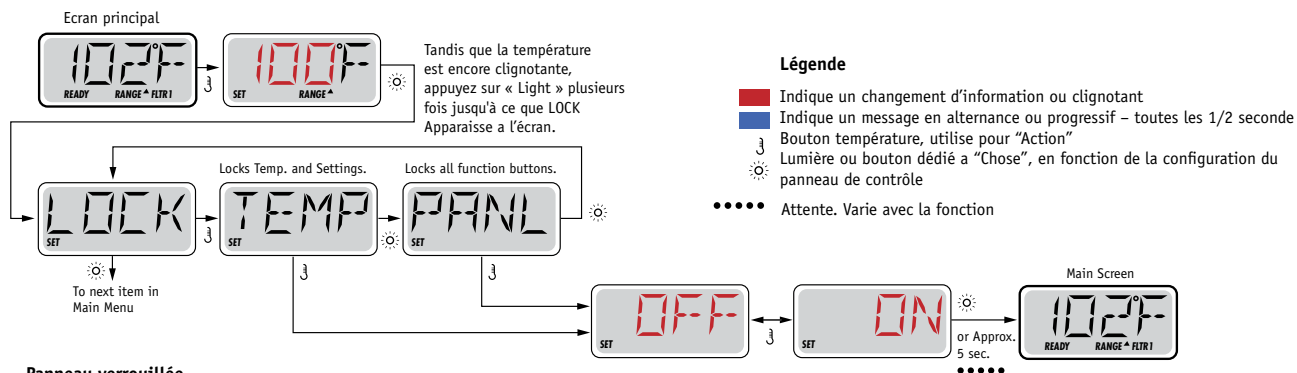 Ecran principal
102°F
READY RANGE FLTR1
100°F
SET RANGE
Tandis que la température
est encore clignotante,
appuyez sur « Light » plusieurs
fois jusqu'à ce que LOCK
Apparaisse a l'écran.
Légende
Indique un changement d'information ou clignotant
Indique un message en alternance ou progressif – toutes les 1/2 seconde
Bouton température, utilise pour "Action"
Lumière ou bouton dédié a "Chose", en fonction de la configuration du
panneau de contrôle
Attente. Varie avec la fonction
LOCK
SET
Locks Temp. and Settings.
TEMP
SET
Locks all function buttons.
PANL
SET
To next item in
Main Menu
OFF
SET
ON
SET
or Approx.
5 sec.
Main Screen
102°F
READY RANGE FLTR1
Panneau verrouillée